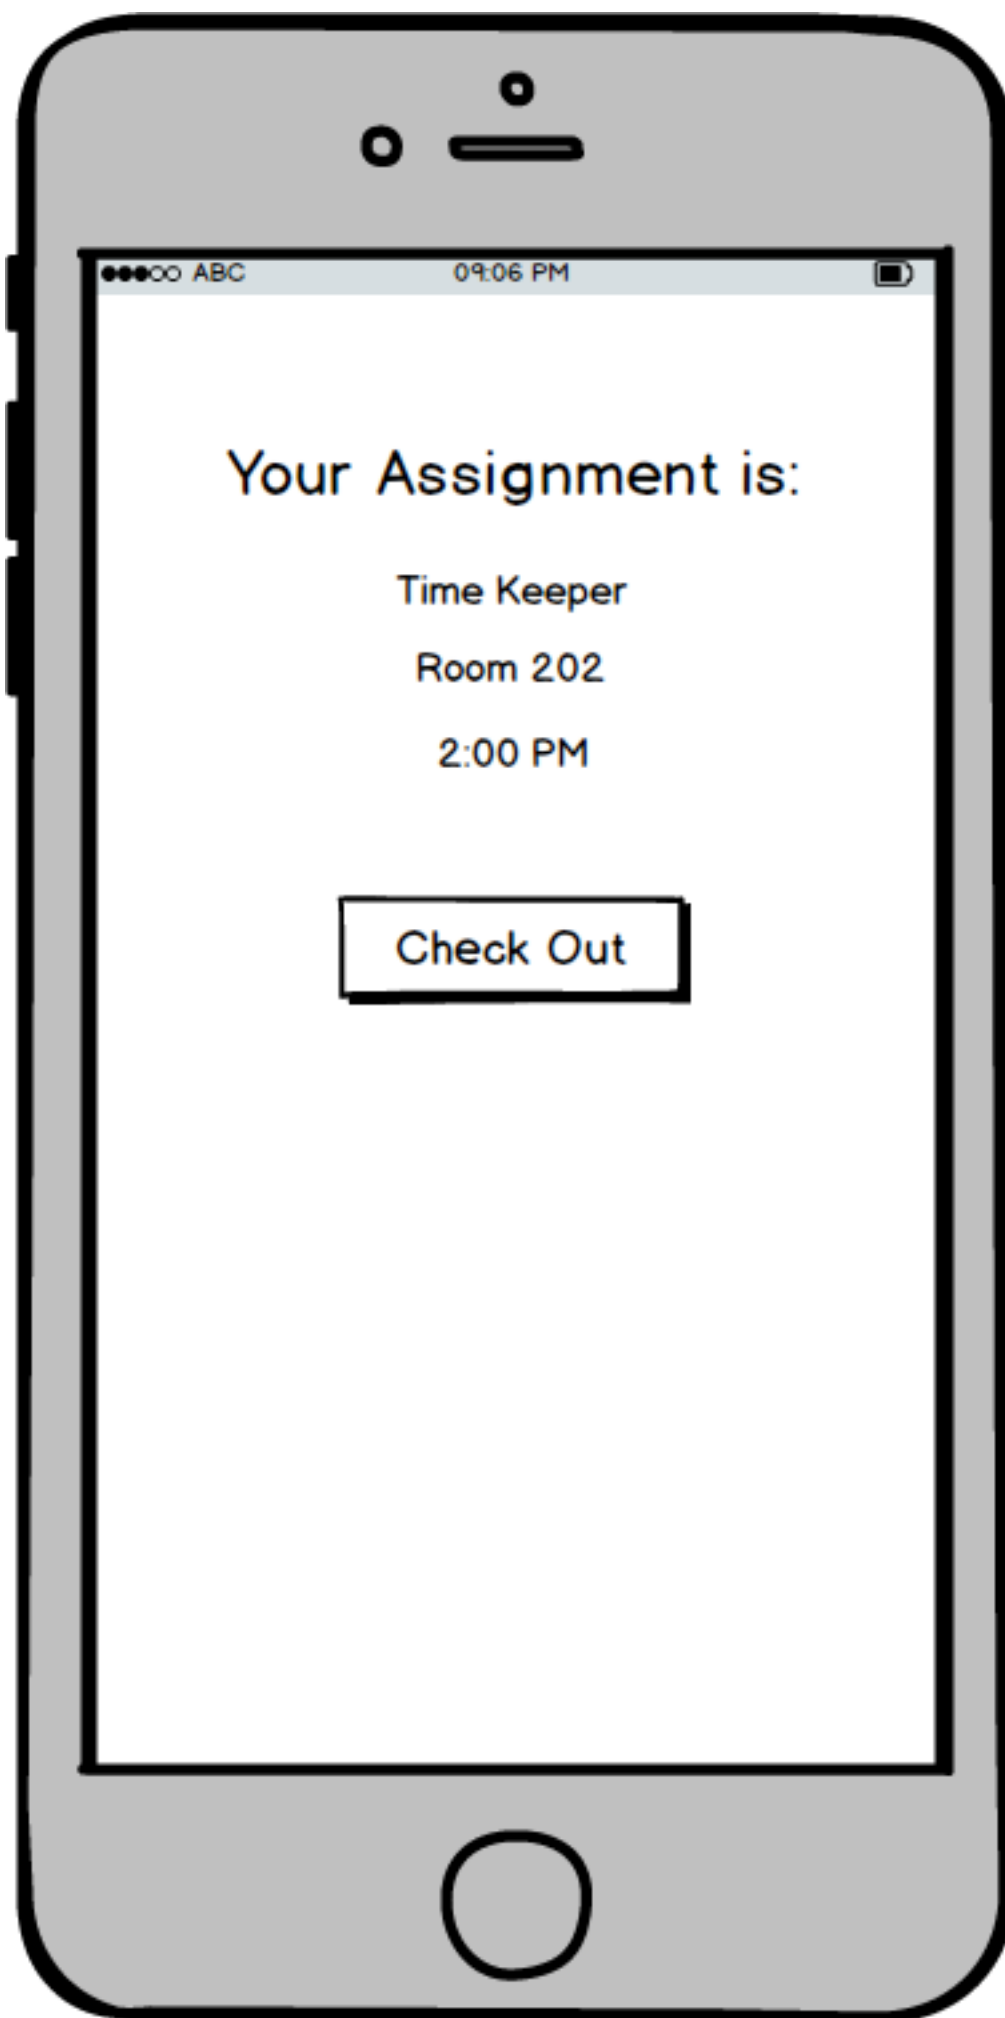 ABC 09:06 PM
Your Assignment is:
Time Keeper
Room 202
2:00 PM
Check Out